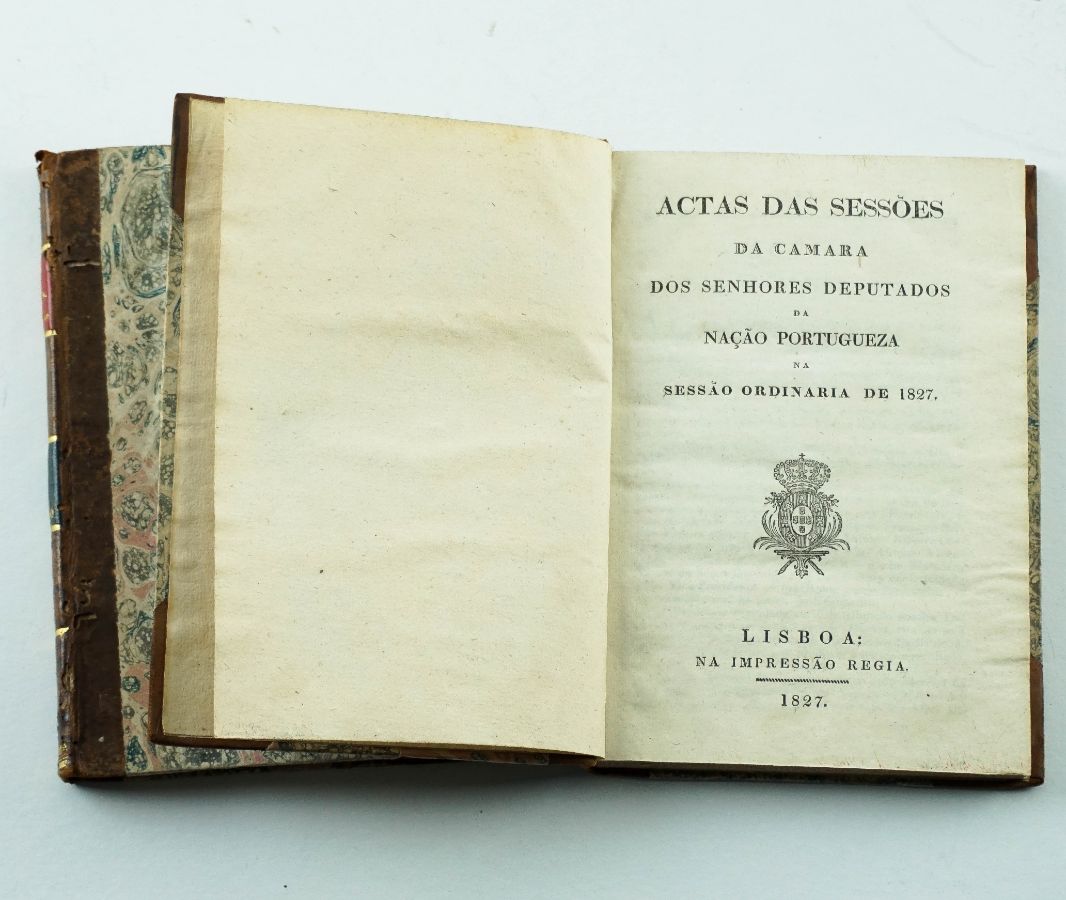 ACTAS DAS SESSÕES
DA CAMARA
DOS SENHORES DEPUTADOS
DA
NAÇÃO PORTUGUEZA
NA
SESSÃO ORDINARIA DE 1827.
LISBOA:
NA IMPRESSÃO REGIA.
1827.